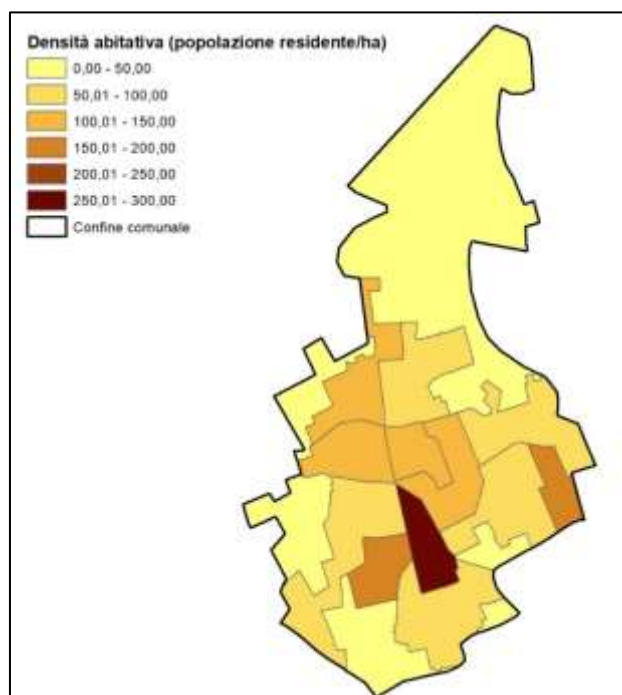 Densità abitativa (popolazione residente/ha)
0,00 - 50,00
50,01 - 100,00
100,01 - 150,00
150,01 - 200,00
200,01 - 250,00
250,01 - 300,00
Confine comunale